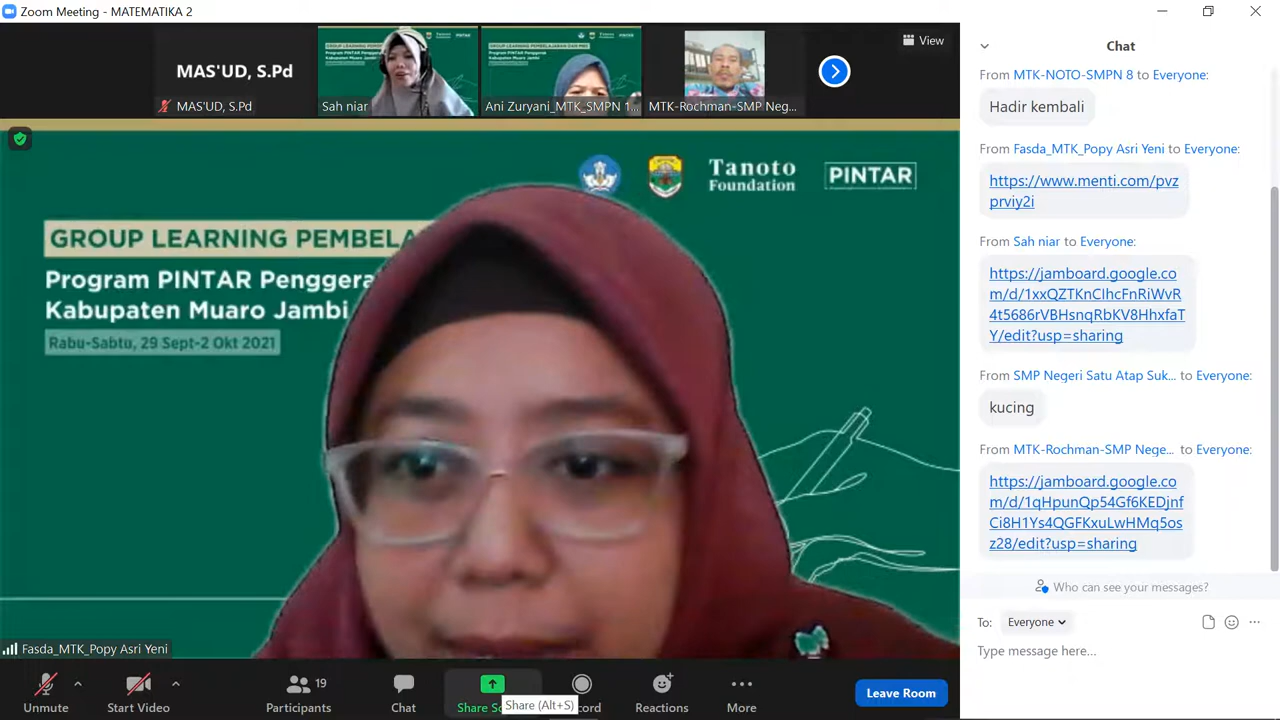 Zoom Meeting - MATEMATIKA 2
MAS'UD, S.Pd
MAS'UD, S.Pd
Sah niar
Ani Zuryani_MTK_SMPN 1...
MTK-Rochman-SMP Neg...
View
Tanoto
Foundation
PINTAR
GROUP LEARNING PEMBELA
Program PINTAR Penggera
Kabupaten Muaro Jambi
Rabu-Sabtu, 29 Sept-2 Okt 2021
Fasda_MTK_Popy Asri Yeni
Unmute
Start Video
19
Participants
Chat
Share Sc
Share (Alt+S)
ord
Reactions
More
Leave Room
Chat
From MTK-NOTO-SMPN 8 to Everyone:
Hadir kembali
From Fasda_MTK_Popy Asri Yeni to Everyone:
https://www.menti.com/pvz
prviy2i
From Sah niar to Everyone:
https://jamboard.google.co
m/d/1xxQZTKnCIhcFnRiWvR
4t5686rVBHsnqRbKV8HhxfaT
Y/edit?usp=sharing
From SMP Negeri Satu Atap Suk... to Everyone:
kucing
From MTK-Rochman-SMP Nege... to Everyone:
https://jamboard.google.co
m/d/1qHpunQp54Gf6KEDjnf
Ci8H1Ys4QGFKxuLwHMq5os
z28/edit?usp=sharing
Who can see your messages?
To: Everyone
Type message here...